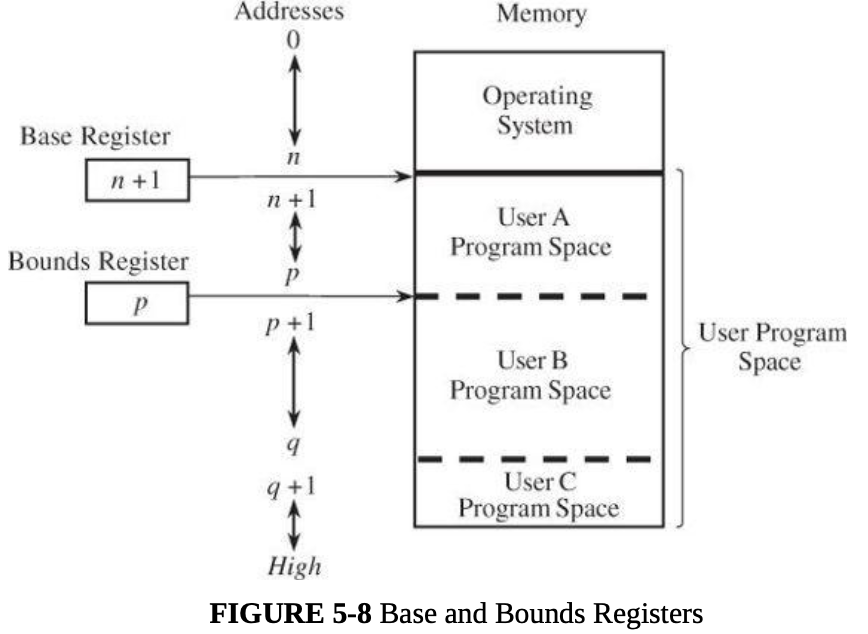 Addresses
Memory
0
Operating
System
Base Register
n
n +1
n +1
User A
Program Space
Bounds Register
p
p
p +1
User Program
Space
User B
Program Space
q
q +1
User C
Program Space
High
FIGURE 5-8 Base and Bounds Registers